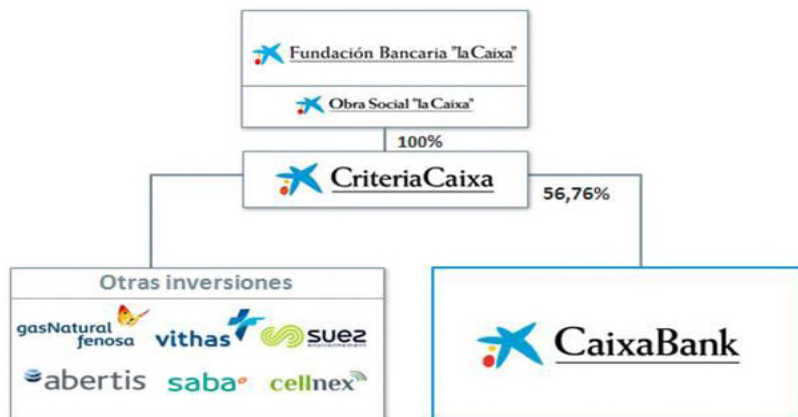 Fundación Bancaria "la Caixa"
Obra Social "la Caixa"
100%
CriteriaCaixa
56,76%
Otras inversiones
gasNatural
fenosa
vithas
suez
environnement
abertis
saba
cellnex
CaixaBank